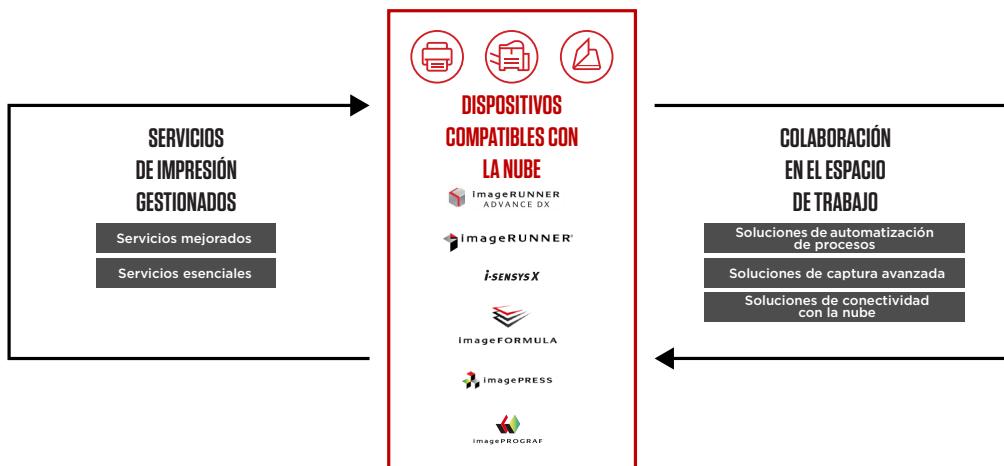 SERVICIOS
DE IMPRESIÓN
GESTIONADOS
Servicios mejorados
Servicios esenciales
DISPOSITIVOS
COMPATIBLES CON
LA NUBE
imageRUNNER
ADVANCE DX
imageRUNNER®
i-SENSYS X
imageFORMULA
imagePRESS
imagePROGRAF
COLABORACIÓN
EN EL ESPACIO
DE TRABAJO
Soluciones de automatización
de procesos
Soluciones de captura avanzada
Soluciones de conectividad
con la nube